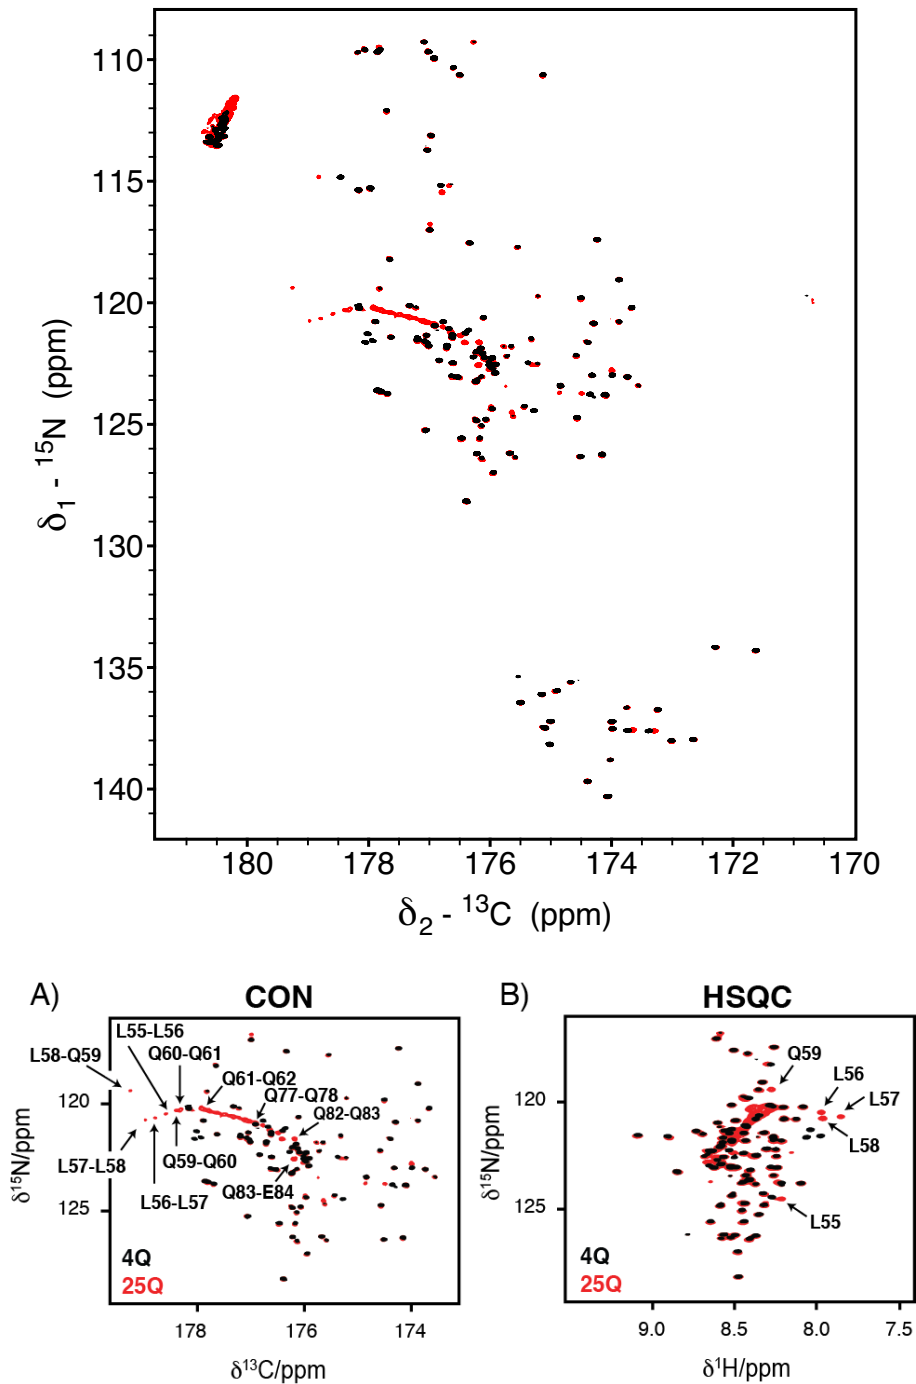 110
115
120
125
130
135
140
δ1 - 15N (ppm)
180 178 176 174 172 170
δ2 - 13C (ppm)
A) CON
L55-L56
L58-Q59
Q60-Q61
Q61-Q62
Q77-Q78
Q82-Q83
L57-L58
Q59-Q60
L56-L57
Q83-E84
120
125
δ15N/ppm
4Q
25Q
178 176 174
δ13C/ppm
B) HSQC
Q59
L56
L57
L58
L55
120
125
δ15N/ppm
4Q
25Q
9.0 8.5 8.0 7.5
δ1H/ppm